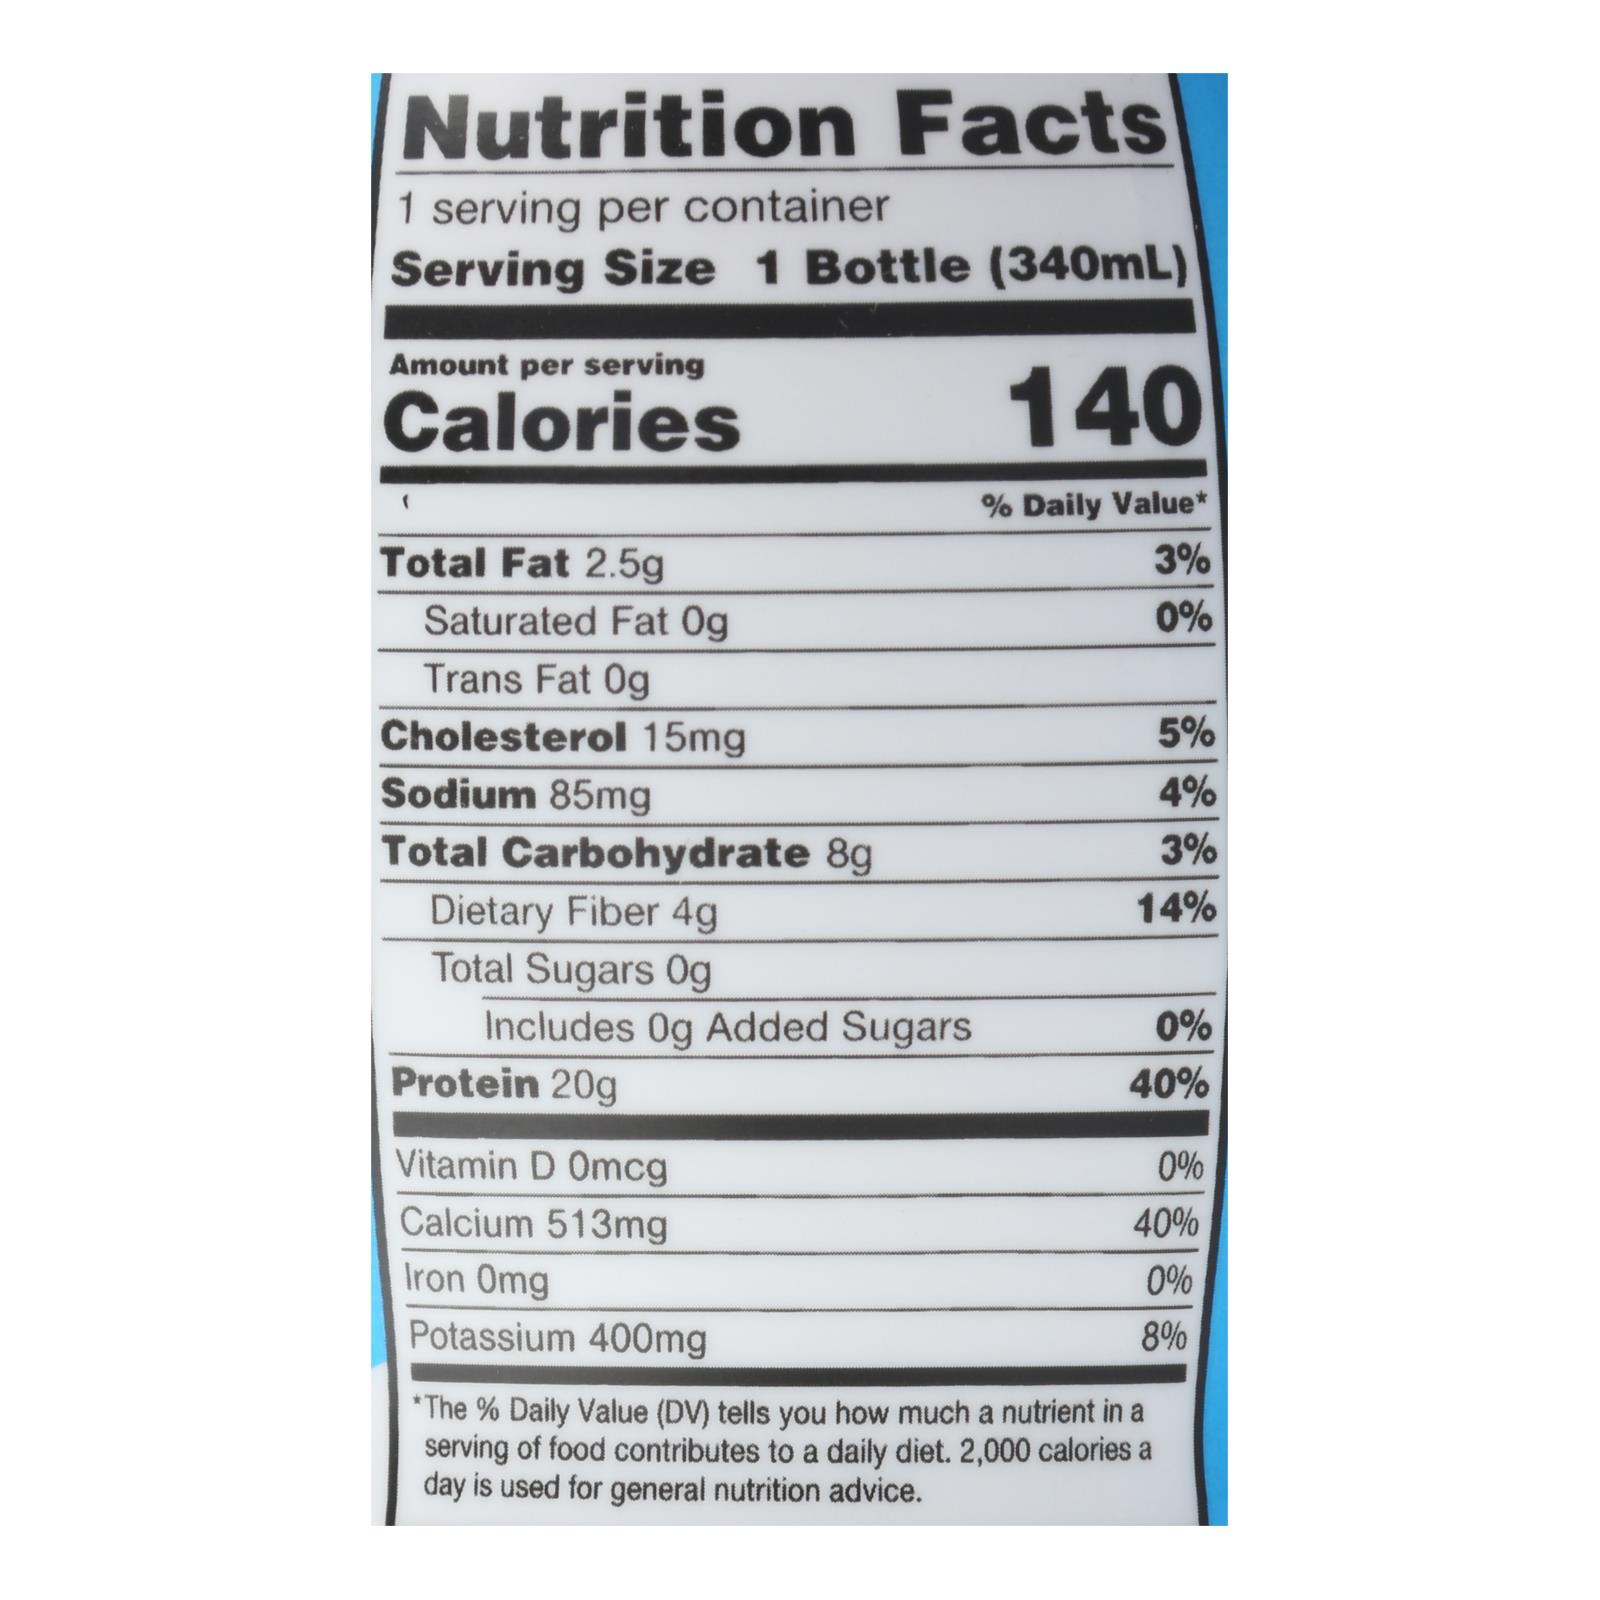 Nutrition Facts
1 serving per container
Serving Size 1 Bottle (340mL)
Amount per serving
Calories 140
% Daily Value*
Total Fat 2.5g 3%
Saturated Fat 0g 0%
Trans Fat 0g
Cholesterol 15mg 5%
Sodium 85mg 4%
Total Carbohydrate 8g 3%
Dietary Fiber 4g 14%
Total Sugars 0g
Includes 0g Added Sugars 0%
Protein 20g 40%
Vitamin D 0mcg 0%
Calcium 513mg 40%
Iron 0mg 0%
Potassium 400mg 8%
*The % Daily Value (DV) tells you how much a nutrient in a
serving of food contributes to a daily diet. 2,000 calories a
day is used for general nutrition advice.